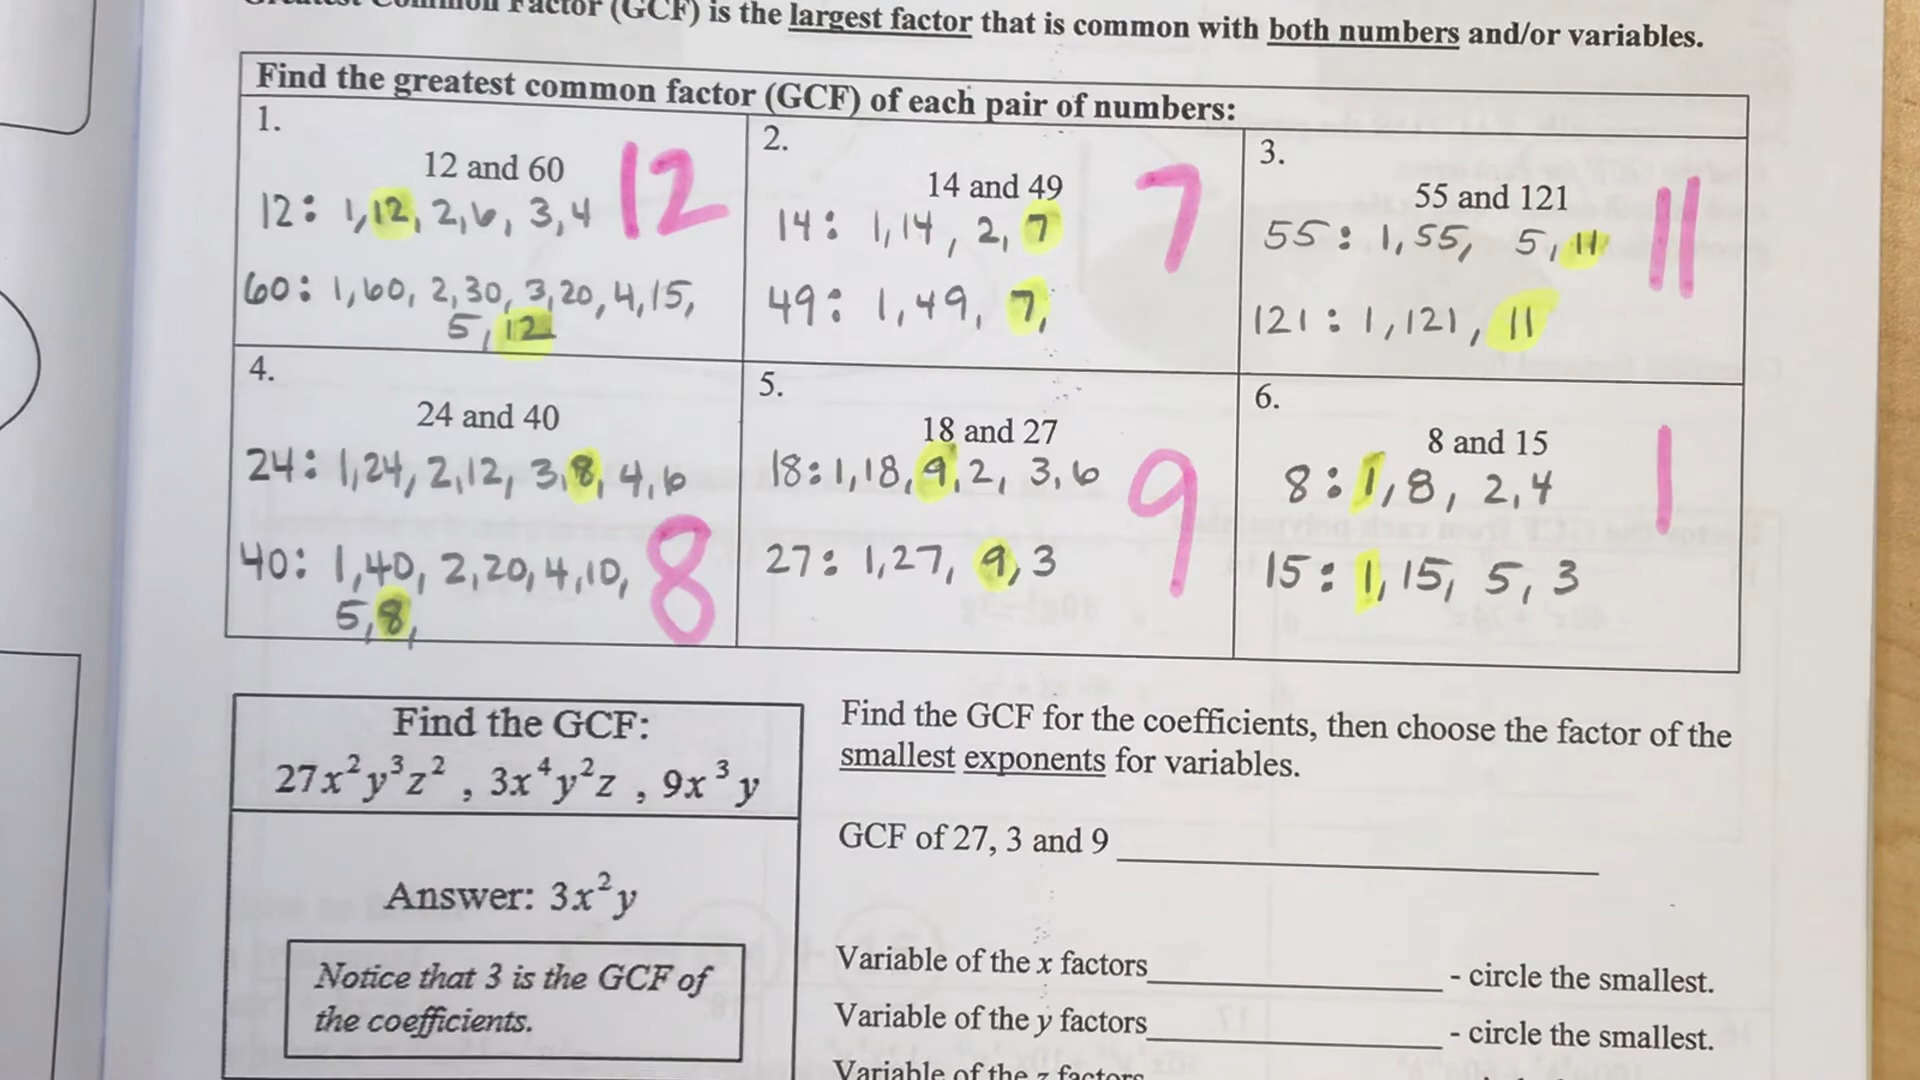 Greatest Common Factor (GCF) is the largest factor that is common with both numbers and/or variables.
Find the greatest common factor (GCF) of each pair of numbers:
1.
12 and 60
12
12: 1,12, 2,6, 3,4
60: 1,60, 2,30, 3,20, 4,15,
5,12
2.
14 and 49
7
14: 1,14, 2, 7
49: 1,49, 7,
3.
55 and 121
11
55: 1,55, 5,11
121: 1,121, 11
4.
24 and 40
24: 1,24, 2,12, 3,8, 4,6
40: 1,40, 2,20, 4,10,
5,8,
8
5.
18 and 27
18: 1,18, 9,2, 3,6
9
27: 1,27, 9,3
6.
8 and 15
1
8: 1,8, 2,4
15: 1,15, 5,3
Find the GCF:
27x²y³z², 3x⁴y²z, 9x³y
Answer: 3x²y
Notice that 3 is the GCF of
the coefficients.
Find the GCF for the coefficients, then choose the factor of the
smallest exponents for variables.
GCF of 27, 3 and 9
Variable of the x factors - circle the smallest.
Variable of the y factors - circle the smallest.
Variable of the z factors